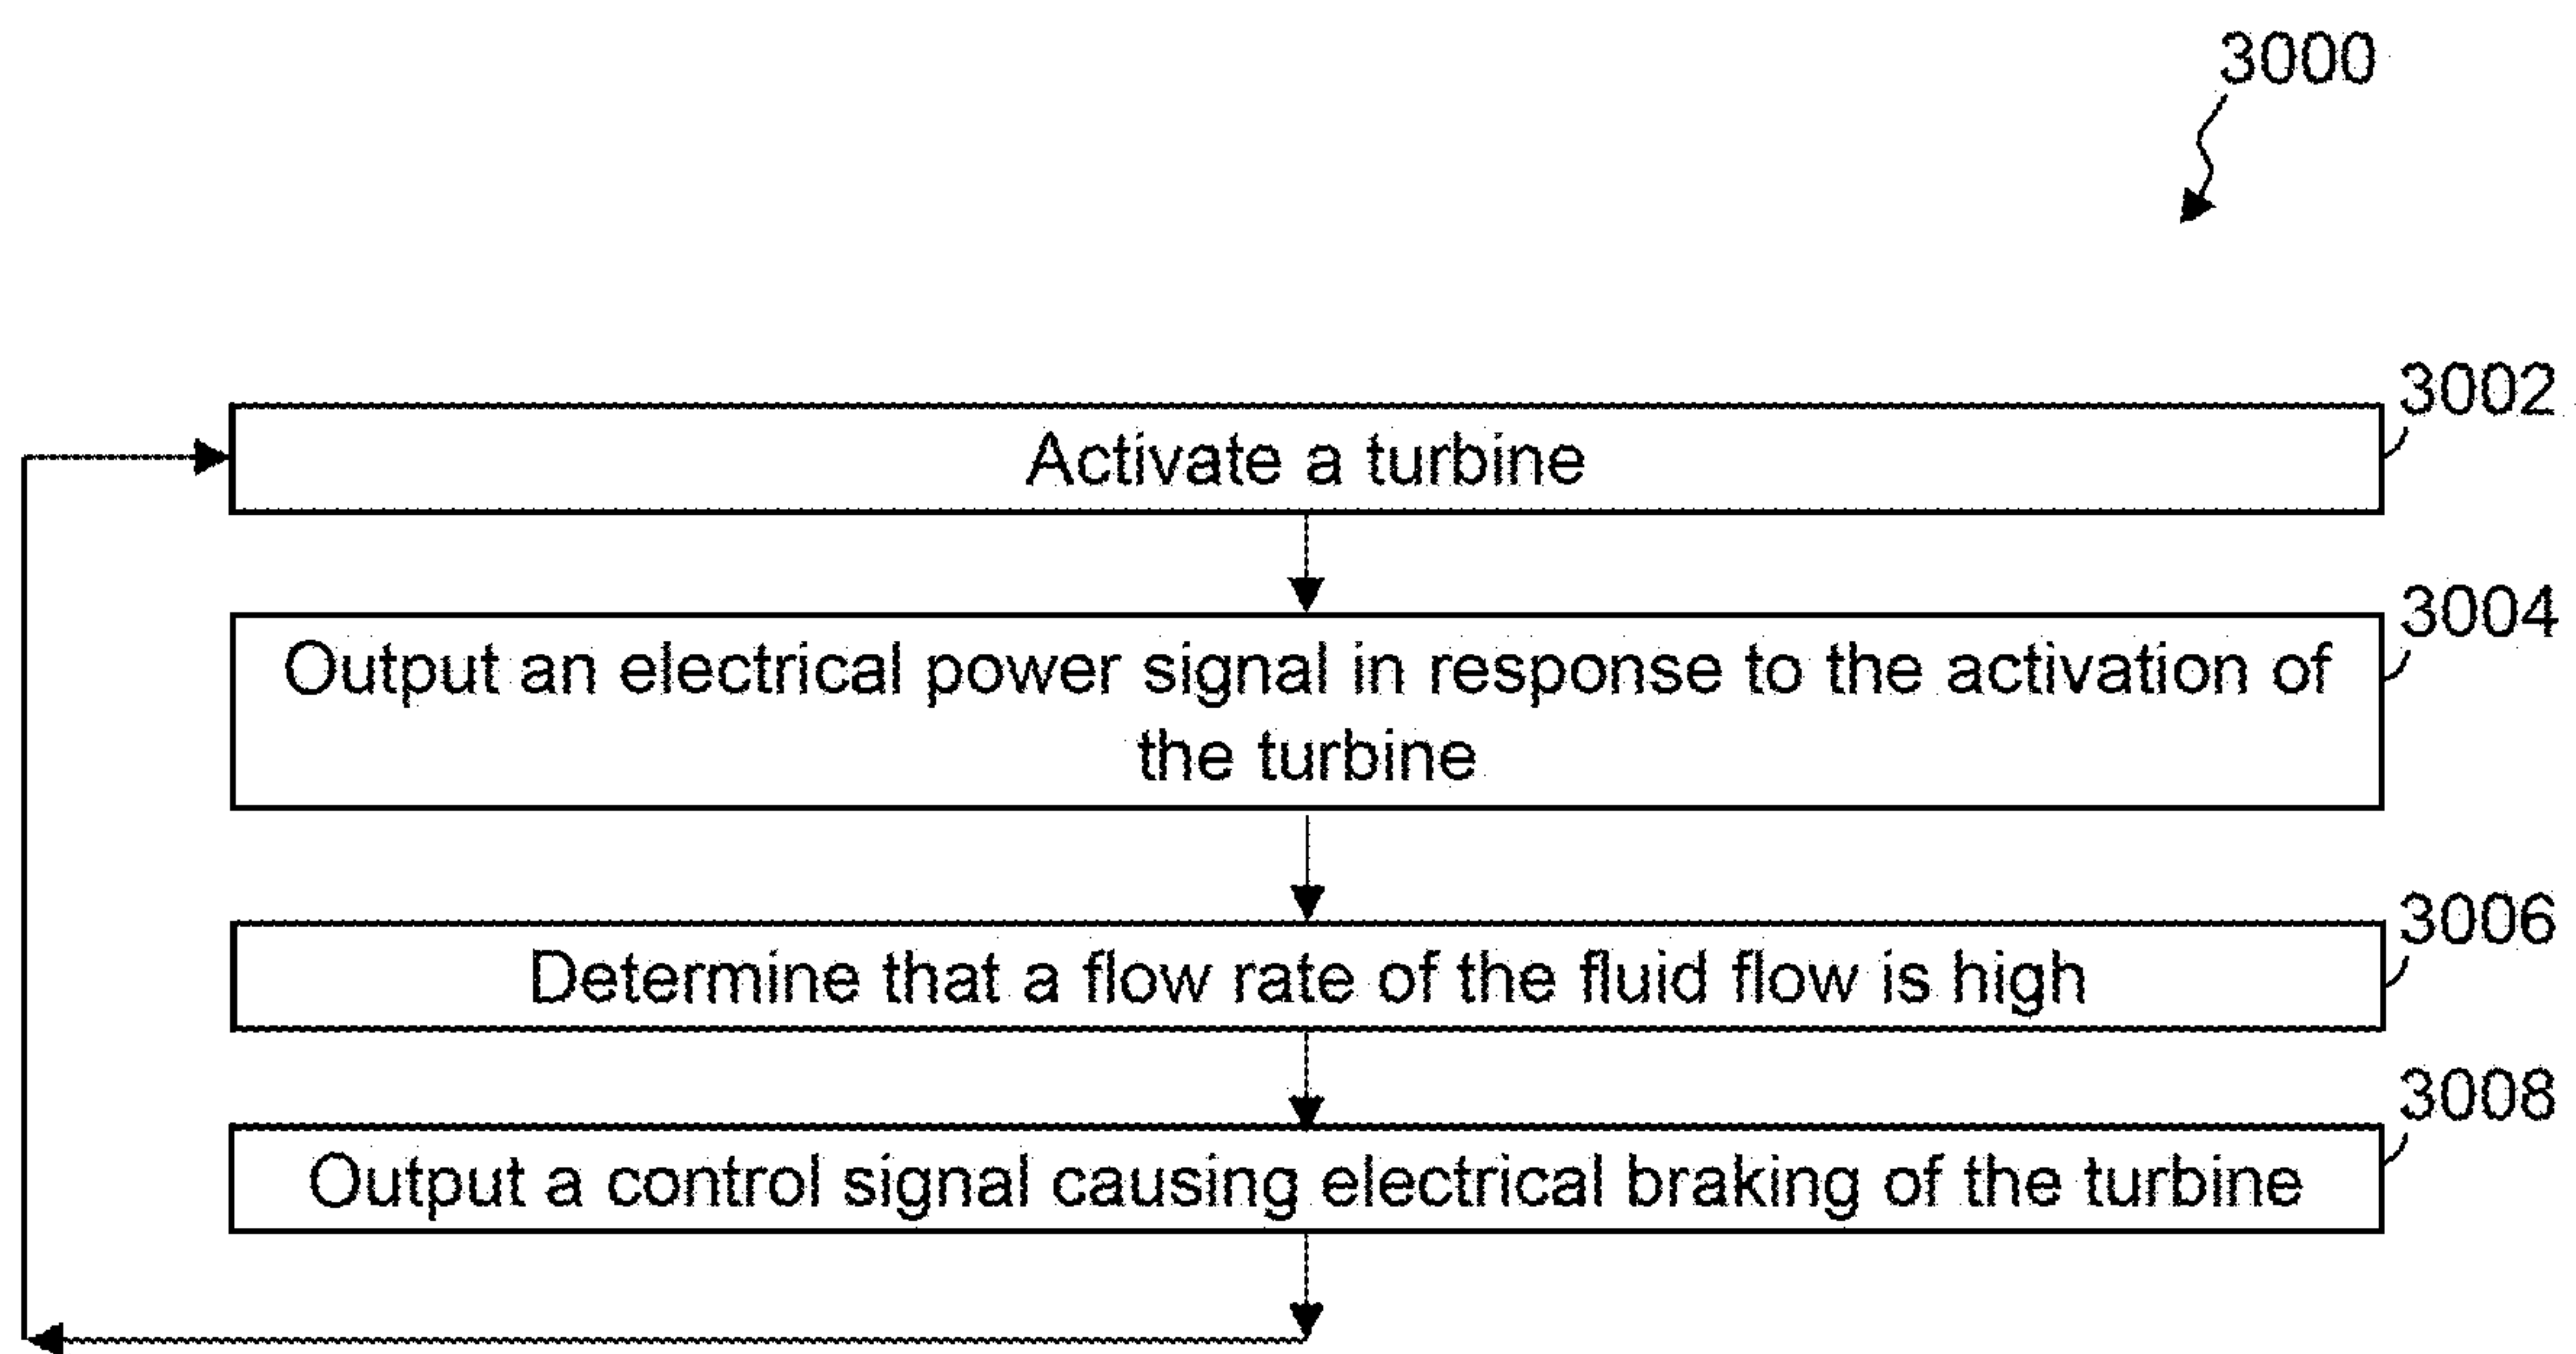 3000
3002
Activate a turbine
3004
Output an electrical power signal in response to the activation of
the turbine
3006
Determine that a flow rate of the fluid flow is high
3008
Output a control signal causing electrical braking of the turbine